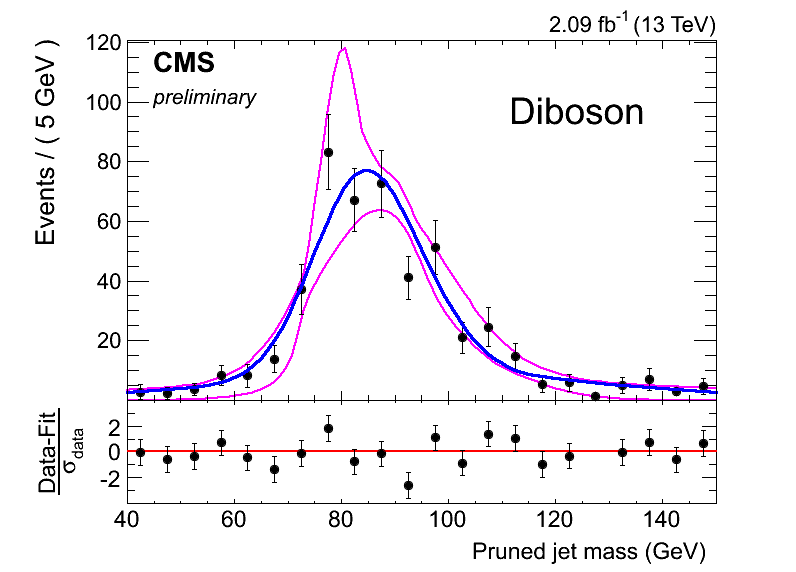 2.09 fb⁻¹ (13 TeV)
CMS
preliminary
Diboson
Events / ( 5 GeV )
120
100
80
60
40
20
Data-Fit
σdata
2
0
-2
40 60 80 100 120 140
Pruned jet mass (GeV)